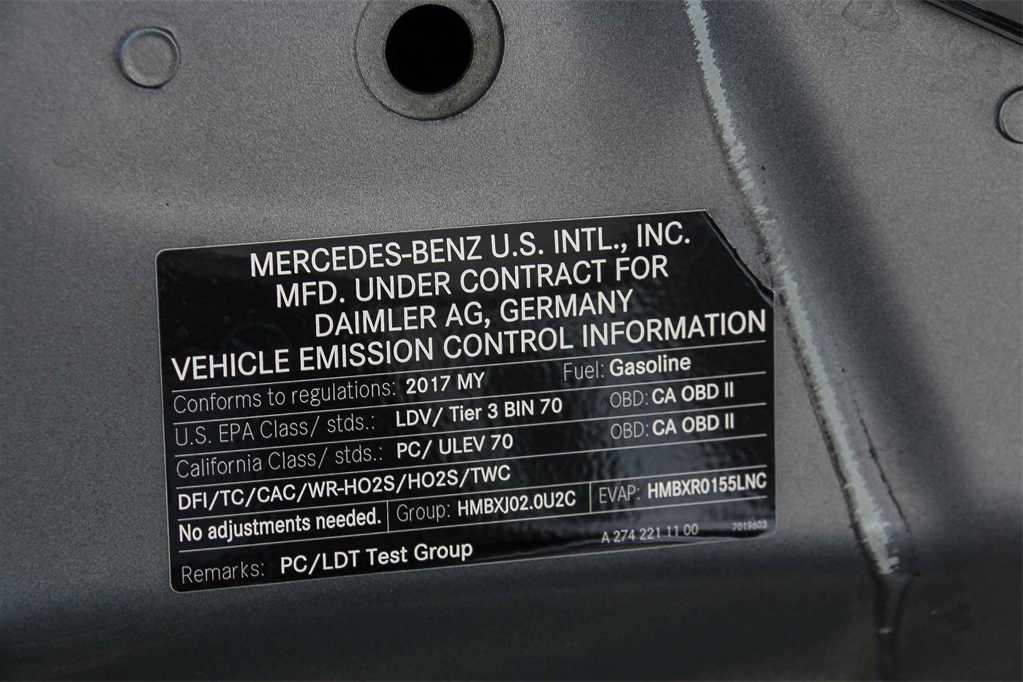 MERCEDES-BENZ U.S. INTL., INC.
MFD. UNDER CONTRACT FOR
DAIMLER AG, GERMANY
VEHICLE EMISSION CONTROL INFORMATION
Conforms to regulations: 2017 MY Fuel: Gasoline
U.S. EPA Class/ stds.: LDV/ Tier 3 BIN 70 OBD: CA OBD II
California Class/ stds.: PC/ ULEV 70 OBD: CA OBD II
DFI/TC/CAC/WR-HO2S/HO2S/TWC
No adjustments needed. Group: HMBXJ02.0U2C EVAP: HMBXR0155LNC
Remarks: PC/LDT Test Group A 274 221 11 00 7019603